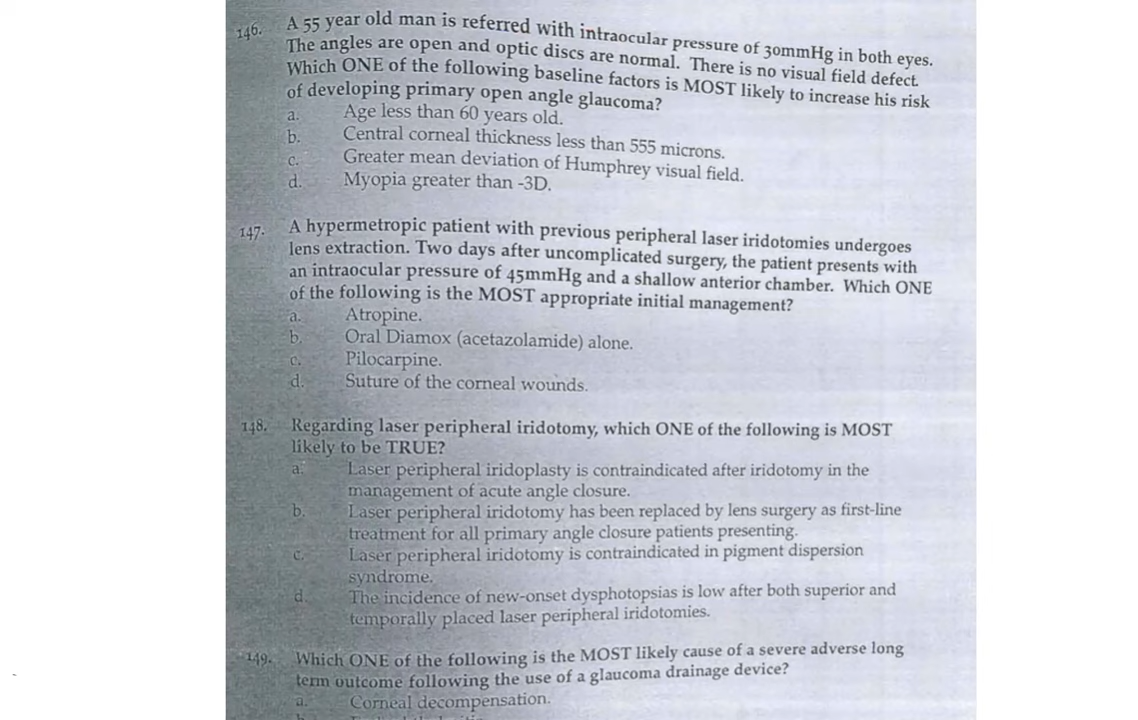 146. A 55 year old man is referred with intraocular pressure of 30mmHg in both eyes.
The angles are open and optic discs are normal. There is no visual field defect.
Which ONE of the following baseline factors is MOST likely to increase his risk
of developing primary open angle glaucoma?
a. Age less than 60 years old.
b. Central corneal thickness less than 555 microns.
c. Greater mean deviation of Humphrey visual field.
d. Myopia greater than -3D.
147. A hypermetropic patient with previous peripheral laser iridotomies undergoes
lens extraction. Two days after uncomplicated surgery, the patient presents with
an intraocular pressure of 45mmHg and a shallow anterior chamber. Which ONE
of the following is the MOST appropriate initial management?
a. Atropine.
b. Oral Diamox (acetazolamide) alone.
c. Pilocarpine.
d. Suture of the corneal wounds.
148. Regarding laser peripheral iridotomy, which ONE of the following is MOST
likely to be TRUE?
a. Laser peripheral iridoplasty is contraindicated after iridotomy in the
management of acute angle closure.
b. Laser peripheral iridotomy has been replaced by lens surgery as first-line
treatment for all primary angle closure patients presenting.
c. Laser peripheral iridotomy is contraindicated in pigment dispersion
syndrome.
d. The incidence of new-onset dysphotopsias is low after both superior and
temporally placed laser peripheral iridotomies.
149. Which ONE of the following is the MOST likely cause of a severe adverse long
term outcome following the use of a glaucoma drainage device?
a. Corneal decompensation.